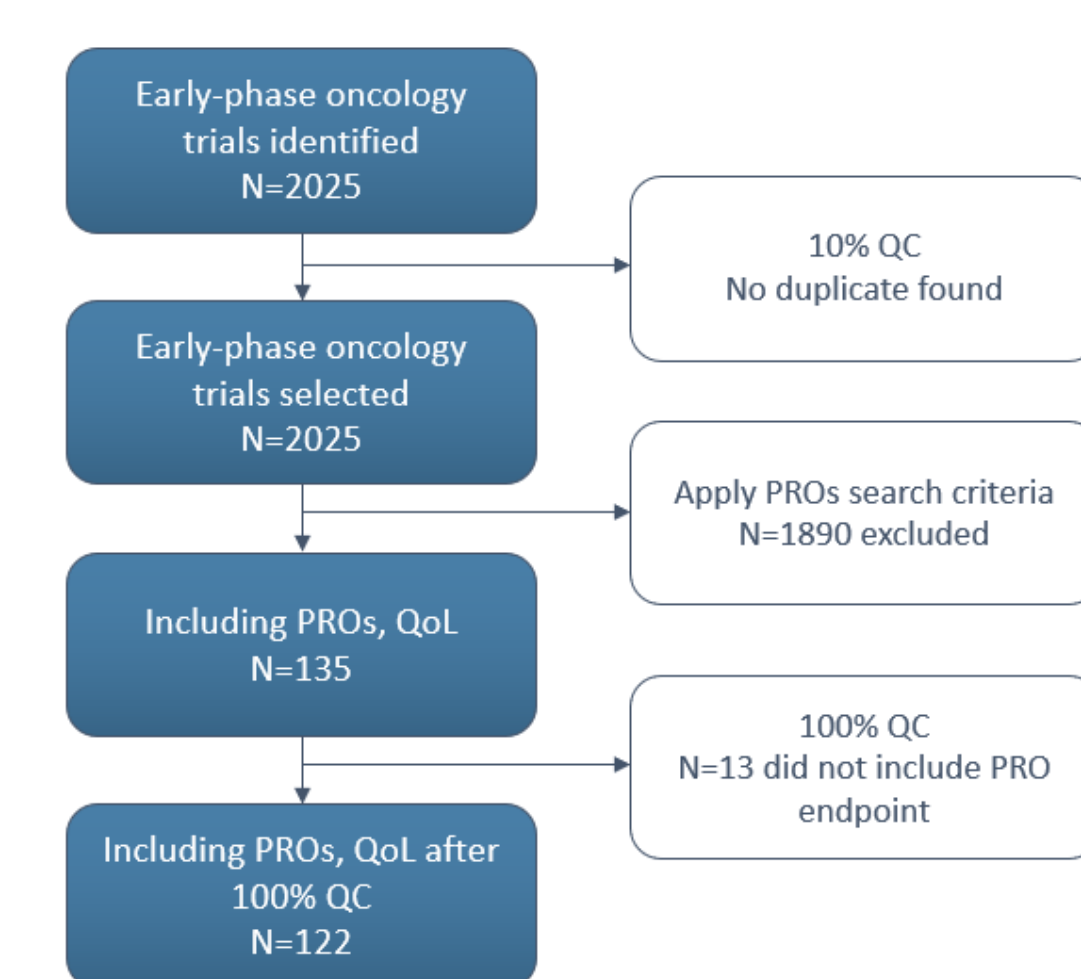 Early-phase oncology
trials identified
N=2025
10% QC
No duplicate found
Early-phase oncology
trials selected
N=2025
Apply PROs search criteria
N=1890 excluded
Including PROs, QoL
N=135
100% QC
N=13 did not include PRO
endpoint
Including PROs, QoL after
100% QC
N=122